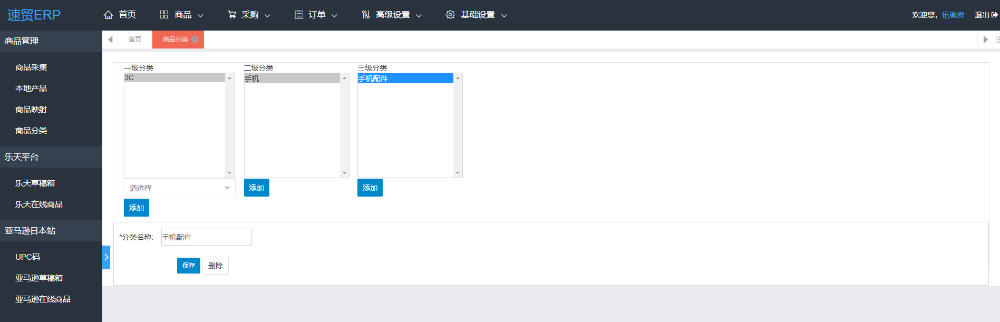 速贸ERP
首页
商品
采购
订单
高级设置
基础设置
欢迎您，伍胤俊
退出
商品管理
商品采集
本地产品
商品映射
商品分类
乐天平台
乐天草稿箱
乐天在线商品
亚马逊日本站
UPC码
亚马逊草稿箱
亚马逊在线商品
首页
商品分类
一级分类
3C
请选择
添加
二级分类
手机
添加
三级分类
手机配件
添加
*分类名称:
手机配件
保存
删除